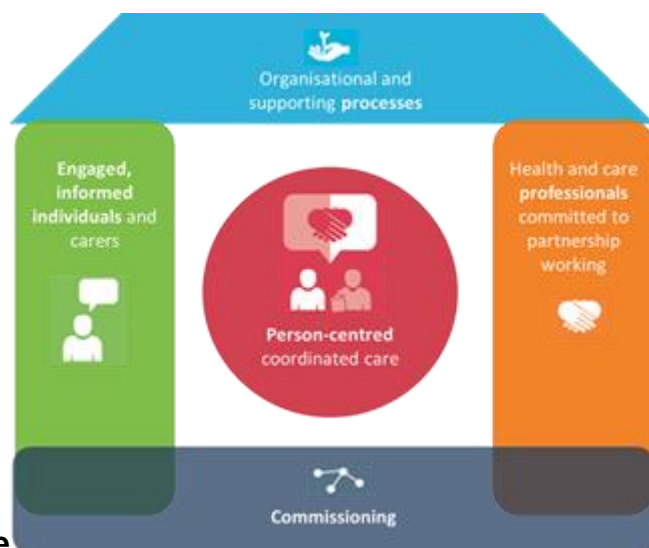 Organisational and
supporting processes
Engaged,
informed
individuals and
carers
Health and care
professionals
committed to
partnership
working
Person-centred
coordinated care
Commissioning
e